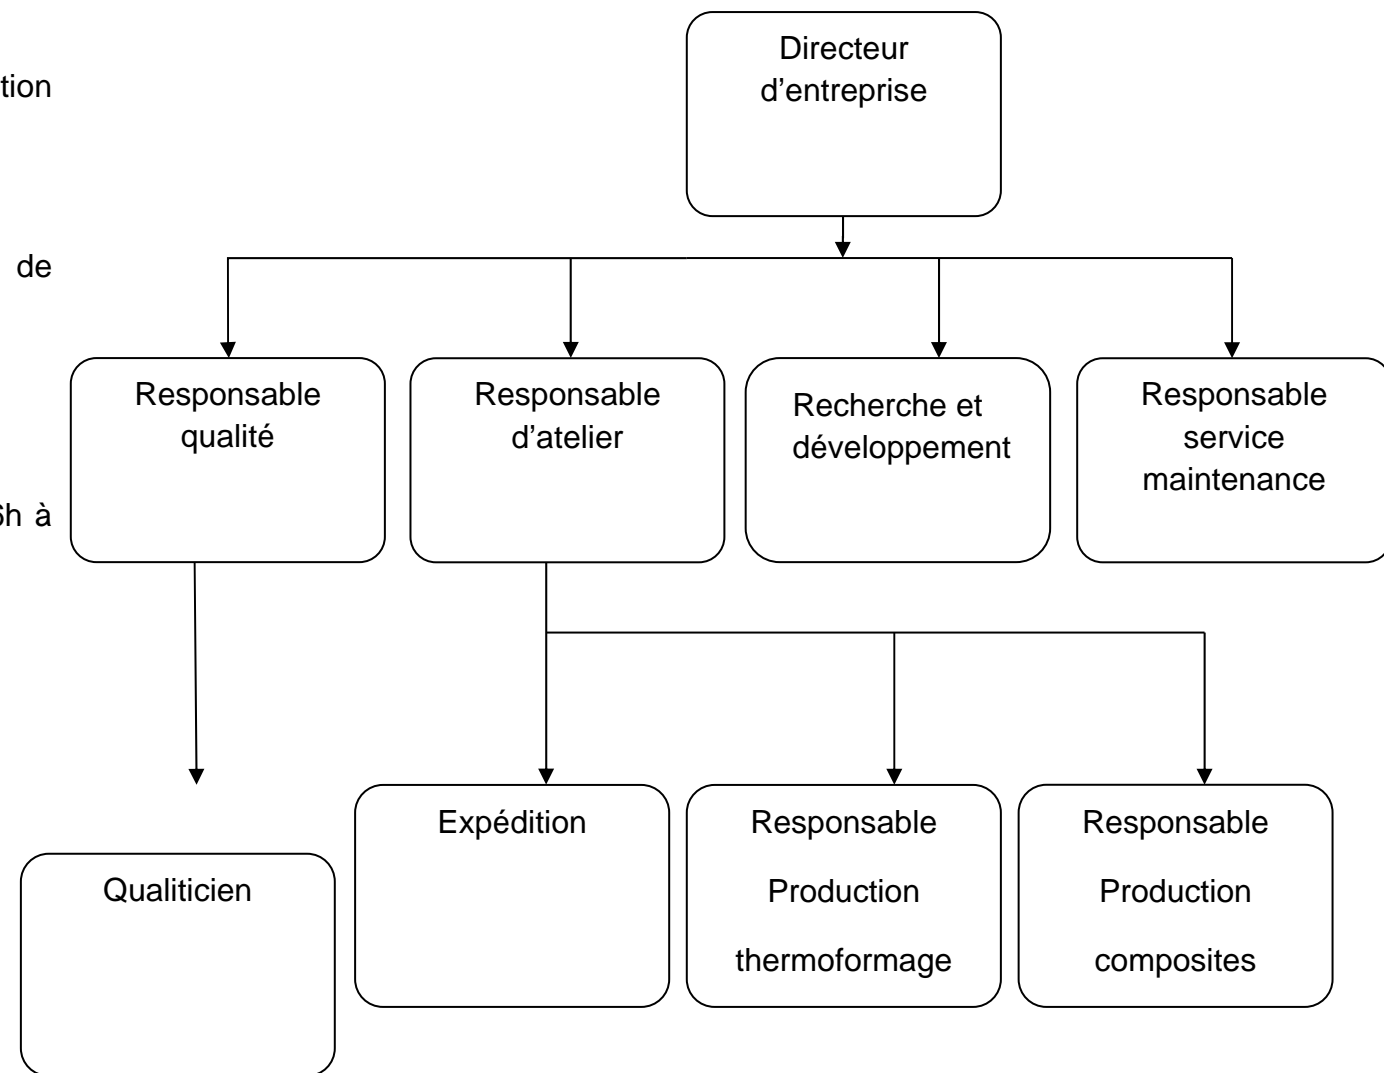 Directeur
d’entreprise
tion
de
Responsable
qualité
Responsable
d’atelier
Recherche et
développement
Responsable
service
maintenance
6h à
Expédition
Responsable
Production
thermoformage
Responsable
Production
composites
Qualiticien